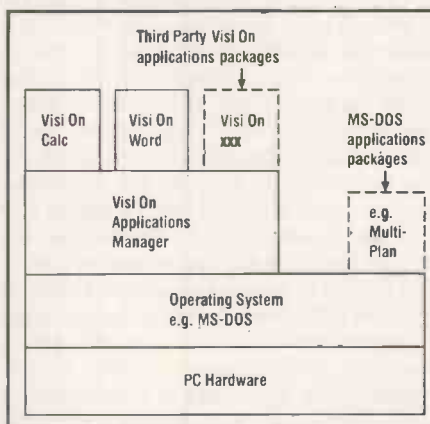 Third Party Visi On
applications packages
Visi On
Calc
Visi On
Word
Visi On
xxx
MS-DOS
applications
packages
Visi On
Applications
Manager
e.g.
Multi-
Plan
Operating System
e.g. MS-DOS
PC Hardware